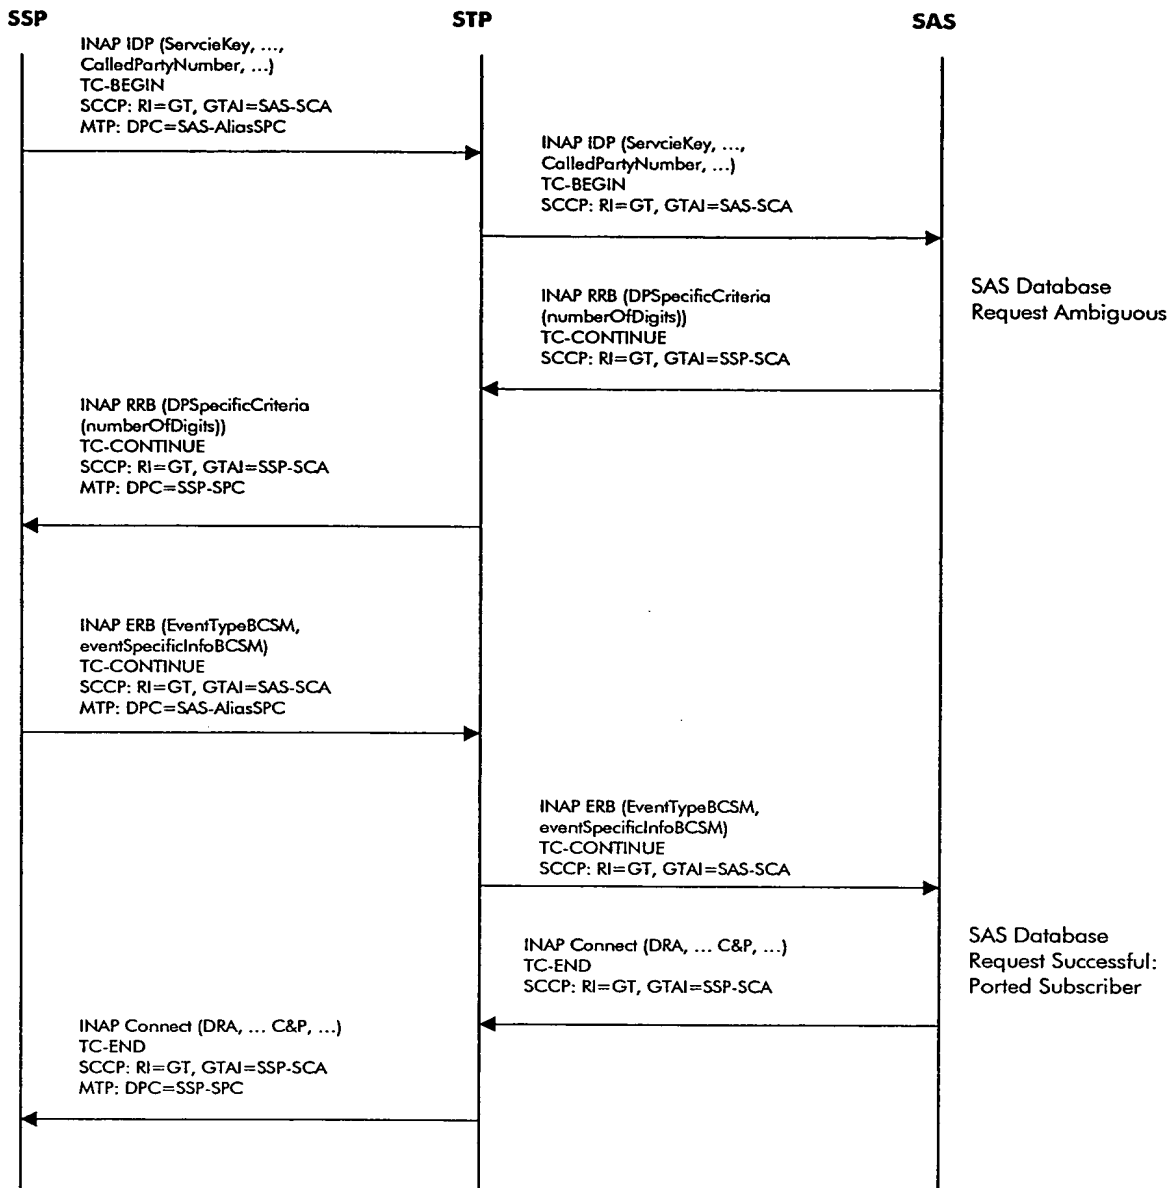 SSP STP SAS
INAP IDP (ServcieKey, ...,
CalledPartyNumber, ...)
TC-BEGIN
SCCP: RI=GT, GTAI=SAS-SCA
MTP: DPC=SAS-AliasSPC
INAP IDP (ServcieKey, ...,
CalledPartyNumber, ...)
TC-BEGIN
SCCP: RI=GT, GTAI=SAS-SCA
SAS Database
Request Ambiguous
INAP RRB (DPSpecificCriteria
(numberOfDigits))
TC-CONTINUE
SCCP: RI=GT, GTAI=SSP-SCA
INAP RRB (DPSpecificCriteria
(numberOfDigits))
TC-CONTINUE
SCCP: RI=GT, GTAI=SSP-SCA
MTP: DPC=SSP-SPC
INAP ERB (EventTypeBCSM,
eventSpecificInfoBCSM)
TC-CONTINUE
SCCP: RI=GT, GTAI=SAS-SCA
MTP: DPC=SAS-AliasSPC
INAP ERB (EventTypeBCSM,
eventSpecificInfoBCSM)
TC-CONTINUE
SCCP: RI=GT, GTAI=SAS-SCA
INAP Connect (DRA, ... C&P, ...)
TC-END
SCCP: RI=GT, GTAI=SSP-SCA
SAS Database
Request Successful:
Ported Subscriber
INAP Connect (DRA, ... C&P, ...)
TC-END
SCCP: RI=GT, GTAI=SSP-SCA
MTP: DPC=SSP-SPC